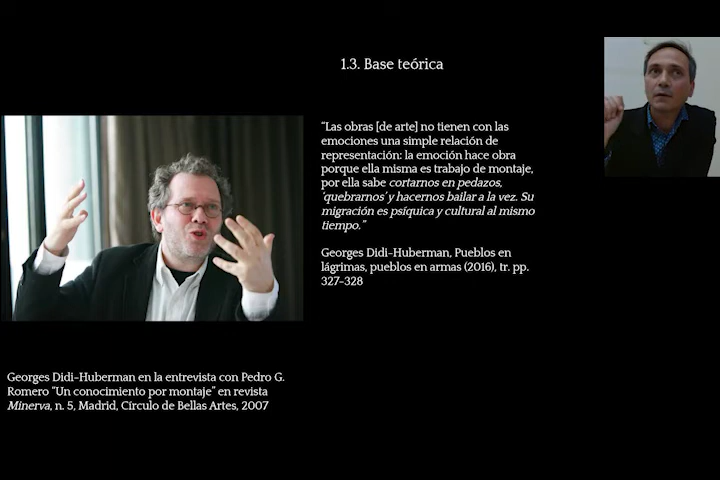 1.3. Base teórica
“Las obras [de arte] no tienen con las
emociones una simple relación de
representación: la emoción hace obra
porque ella misma es trabajo de montaje,
por ella sabe cortarnos en pedazos,
‘quebrarnos’ y hacernos bailar a la vez. Su
migración es psíquica y cultural al mismo
tiempo.”
Georges Didi-Huberman, Pueblos en
lágrimas, pueblos en armas (2016), tr. pp.
327-328
Georges Didi-Huberman en la entrevista con Pedro G.
Romero “Un conocimiento por montaje” en revista
Minerva, n. 5, Madrid, Círculo de Bellas Artes, 2007